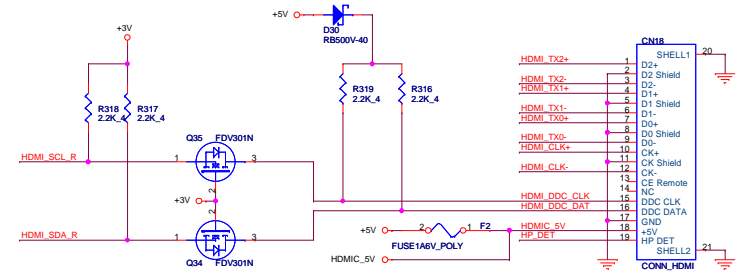 +5V
D30
RB500V-40
+3V
CN18
SHELL1 20
HDMI_TX2+ 1 D2+
2 D2 Shield
HDMI_TX2- 3 D2-
HDMI_TX1+ 4 D1+
5 D1 Shield
HDMI_TX1- 6 D1-
HDMI_TX0+ 7 D0+
8 D0 Shield
HDMI_TX0- 9 D0-
HDMI_CLK+ 10 CK+
11 CK Shield
HDMI_CLK- 12 CK-
13 CE Remote
14 NC
HDMI_DDC_CLK 15 DDC CLK
HDMI_DDC_DAT 16 DDC DATA
17 GND
HDMIC_5V 18 +5V
HP_DET 19 HP DET
SHELL2 21
CONN_HDMI
R318
2.2K_4
R317
2.2K_4
R319
2.2K_4
R316
2.2K_4
Q35 FDV301N
HDMI_SCL_R 1 3
2
+3V
2
HDMI_SDA_R 1 3
Q34 FDV301N
+5V 2 1 F2
FUSE1A6V_POLY
HDMIC_5V